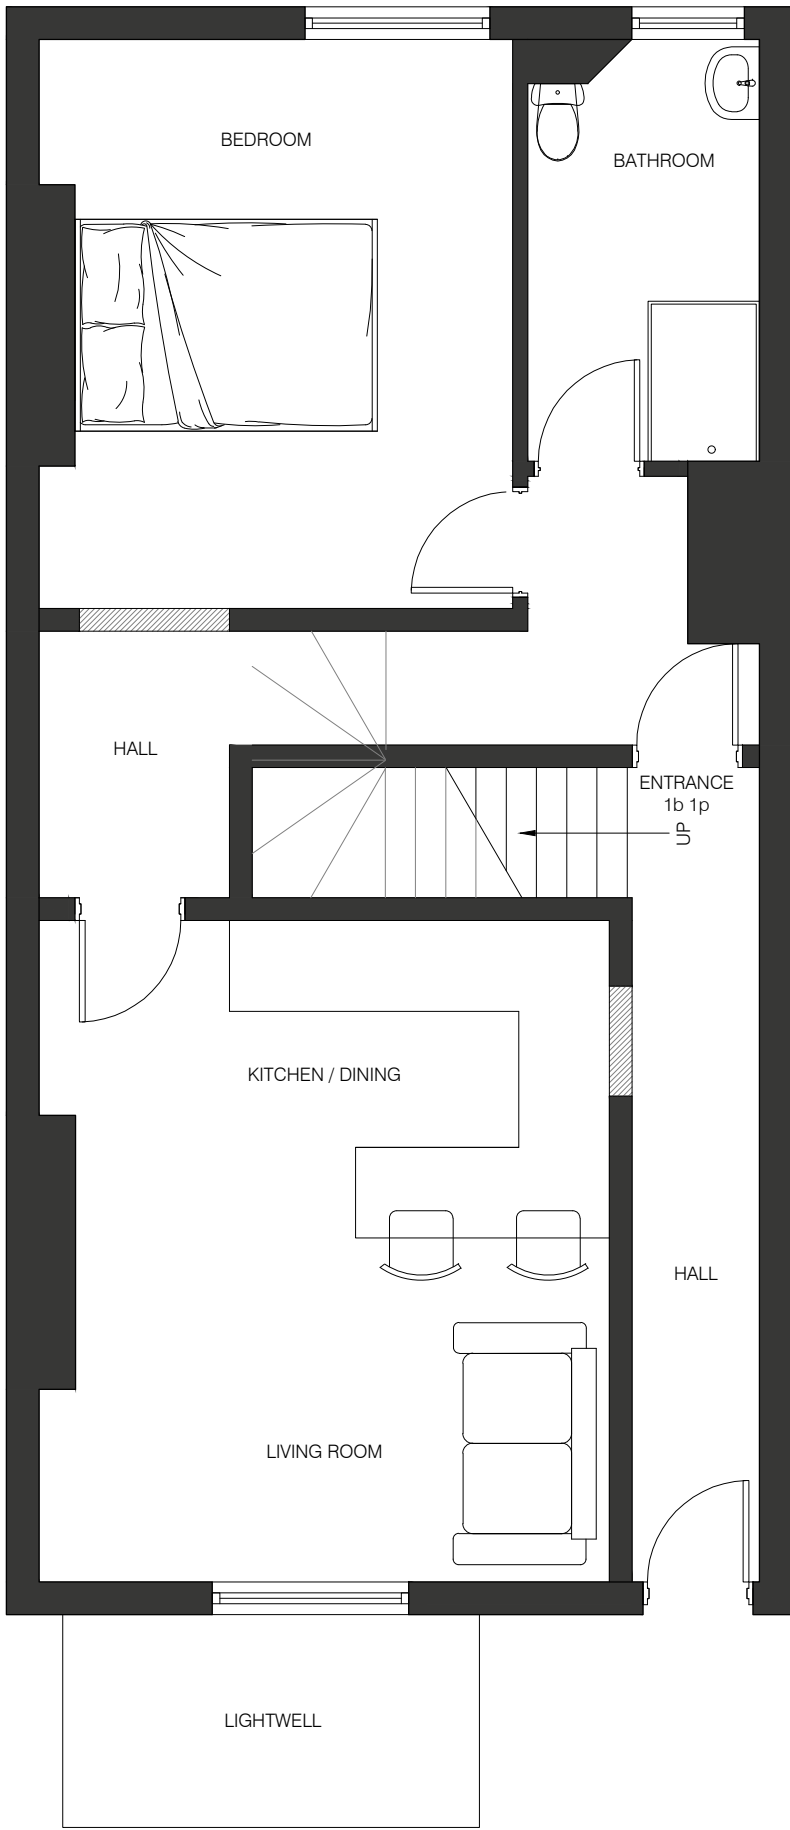 BEDROOM
BATHROOM
HALL
ENTRANCE
1b 1p
UP
KITCHEN / DINING
HALL
LIVING ROOM
LIGHTWELL